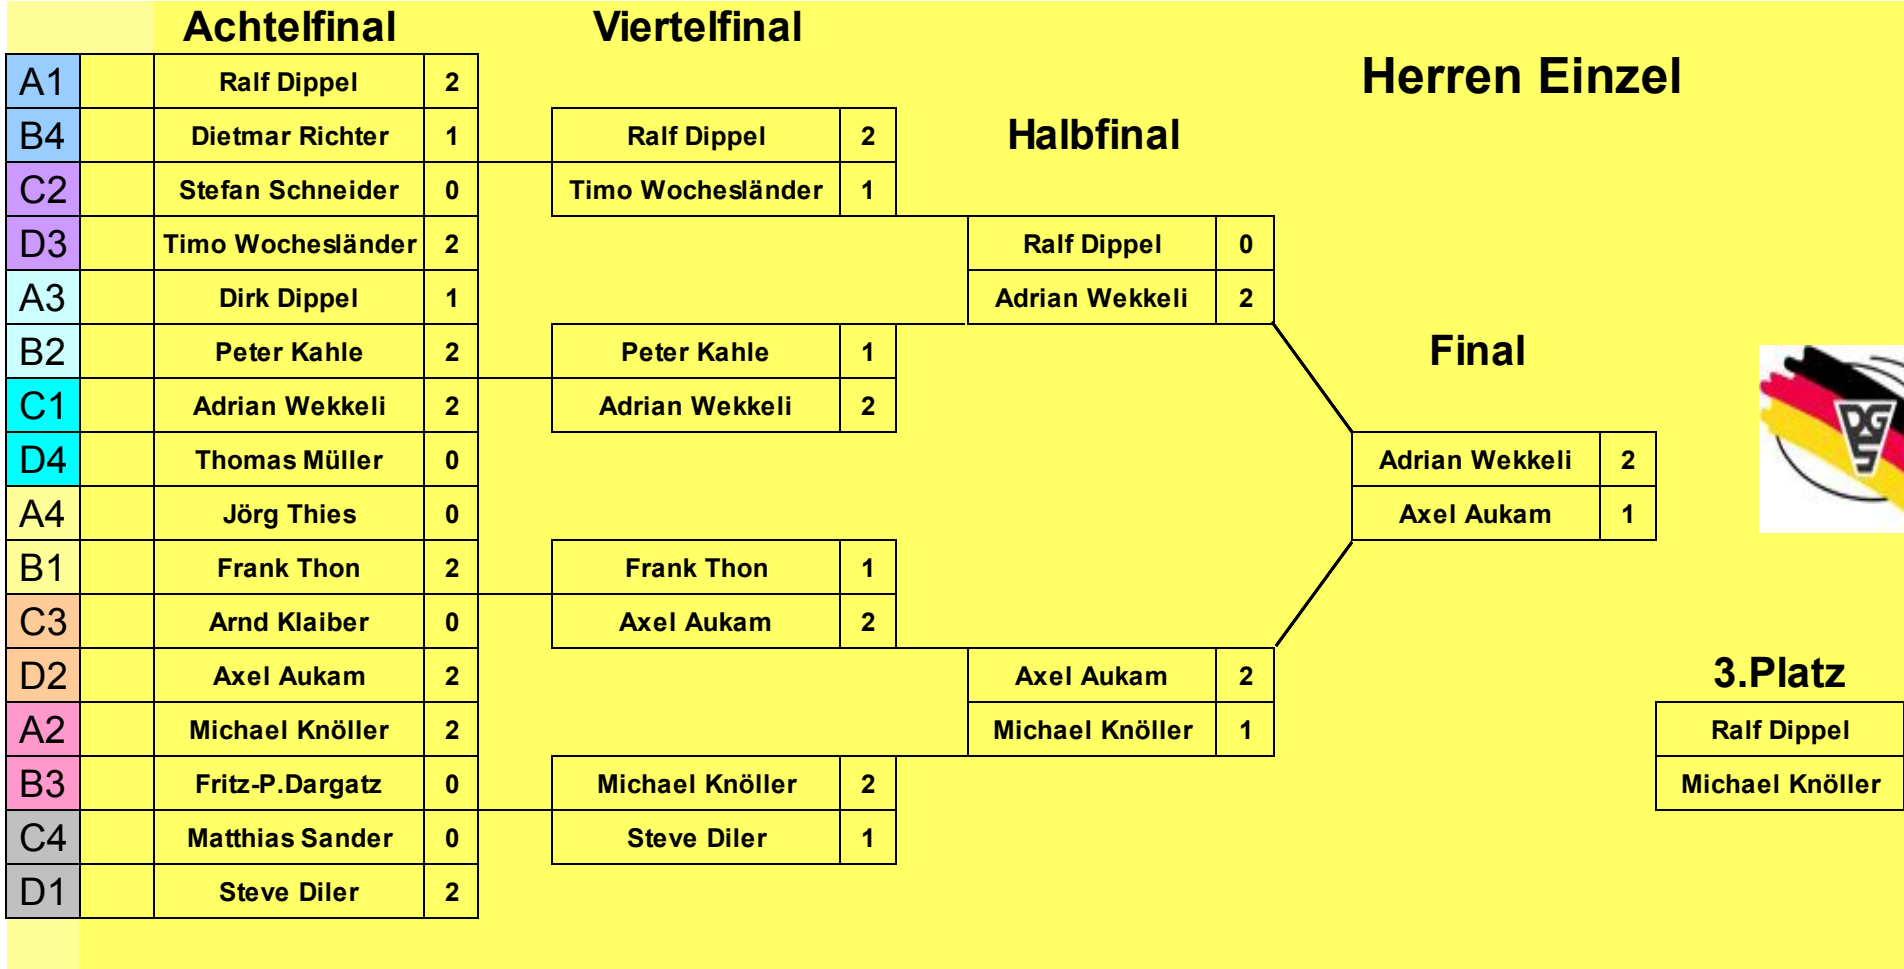 Achtelfinal Viertelfinal
Herren Einzel
A1 Ralf Dippel 2
B4 Dietmar Richter 1 Ralf Dippel 2 Halbfinal
C2 Stefan Schneider 0 Timo Wochesländer 1
D3 Timo Wochesländer 2 Ralf Dippel 0
A3 Dirk Dippel 1 Adrian Wekkeli 2
B2 Peter Kahle 2 Peter Kahle 1 Final
C1 Adrian Wekkeli 2 Adrian Wekkeli 2
D4 Thomas Müller 0 Adrian Wekkeli 2
A4 Jörg Thies 0 Axel Aukam 1
B1 Frank Thon 2 Frank Thon 1
C3 Arnd Klaiber 0 Axel Aukam 2
D2 Axel Aukam 2 Axel Aukam 2 3.Platz
A2 Michael Knöller 2 Michael Knöller 1 Ralf Dippel
B3 Fritz-P.Dargatz 0 Michael Knöller 2 Michael Knöller
C4 Matthias Sander 0 Steve Diler 1
D1 Steve Diler 2
DGS